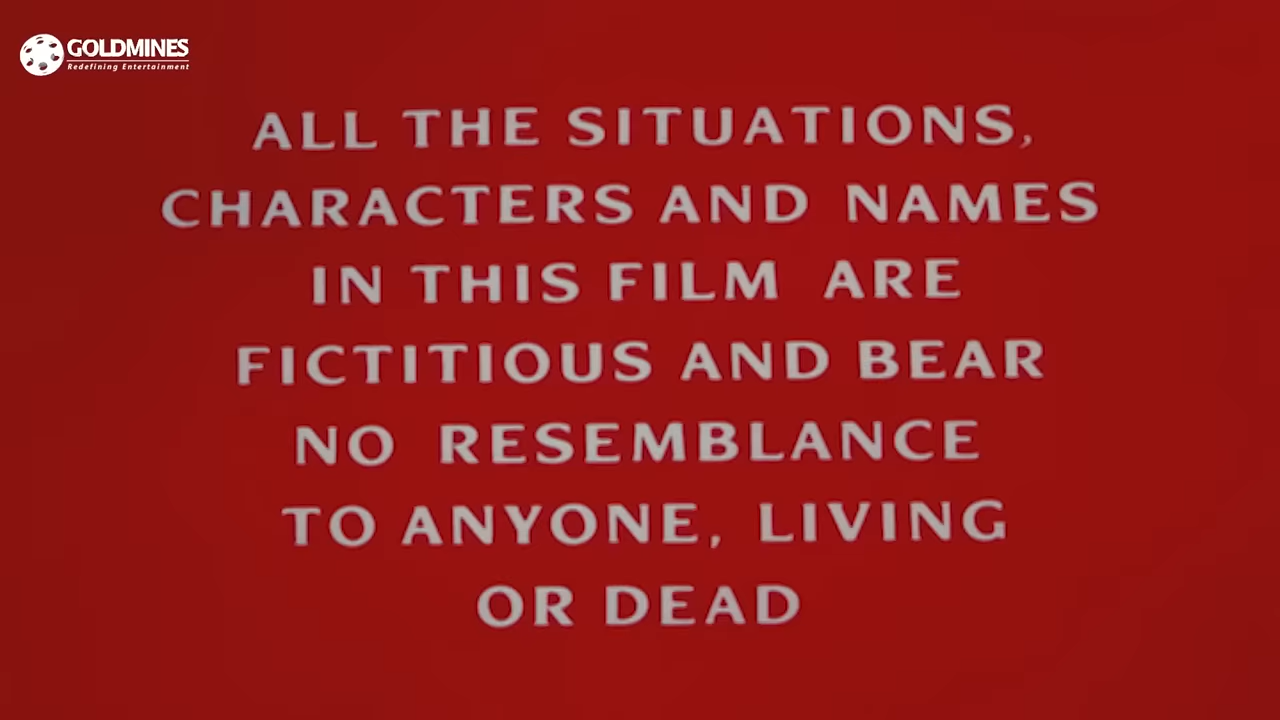 GOLDMINES
Redefining Entertainment
ALL THE SITUATIONS,
CHARACTERS AND NAMES
IN THIS FILM ARE
FICTITIOUS AND BEAR
NO RESEMBLANCE
TO ANYONE, LIVING
OR DEAD